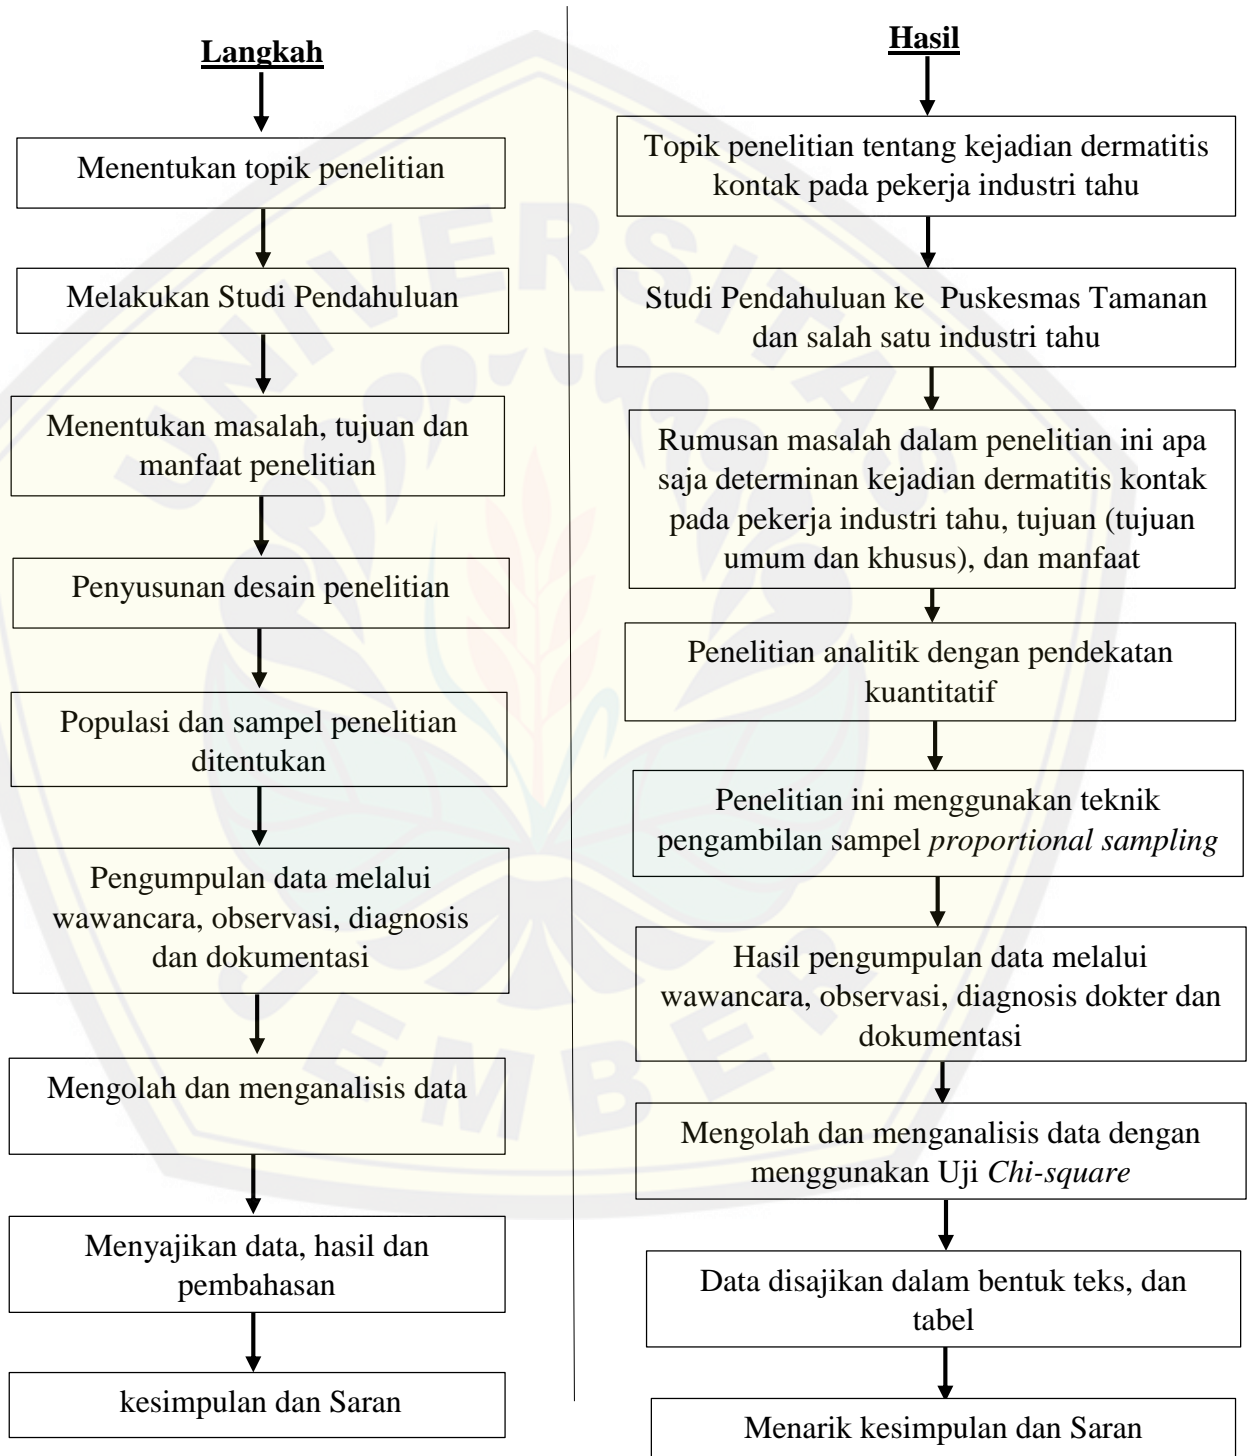 Langkah
Menentukan topik penelitian
Melakukan Studi Pendahuluan
Menentukan masalah, tujuan dan
manfaat penelitian
Penyusunan desain penelitian
Populasi dan sampel penelitian
ditentukan
Pengumpulan data melalui
wawancara, observasi, diagnosis
dan dokumentasi
Mengolah dan menganalisis data
Menyajikan data, hasil dan
pembahasan
kesimpulan dan Saran
Hasil
Topik penelitian tentang kejadian dermatitis
kontak pada pekerja industri tahu
Studi Pendahuluan ke Puskesmas Tamanan
dan salah satu industri tahu
Rumusan masalah dalam penelitian ini apa
saja determinan kejadian dermatitis kontak
pada pekerja industri tahu, tujuan (tujuan
umum dan khusus), dan manfaat
Penelitian analitik dengan pendekatan
kuantitatif
Penelitian ini menggunakan teknik
pengambilan sampel proportional sampling
Hasil pengumpulan data melalui
wawancara, observasi, diagnosis dokter dan
dokumentasi
Mengolah dan menganalisis data dengan
menggunakan Uji Chi-square
Data disajikan dalam bentuk teks, dan
tabel
Menarik kesimpulan dan Saran
UNIVERSITAS
JEMBER